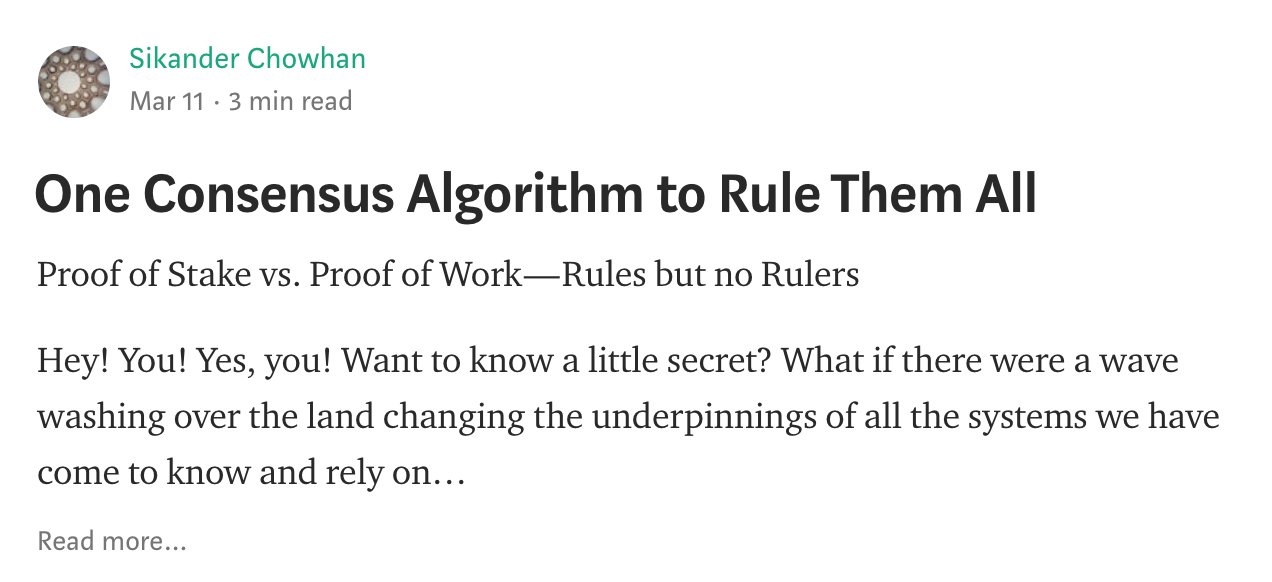 Sikander Chowhan
Mar 11 · 3 min read
One Consensus Algorithm to Rule Them All
Proof of Stake vs. Proof of Work—Rules but no Rulers
Hey! You! Yes, you! Want to know a little secret? What if there were a wave
washing over the land changing the underpinnings of all the systems we have
come to know and rely on…
Read more...